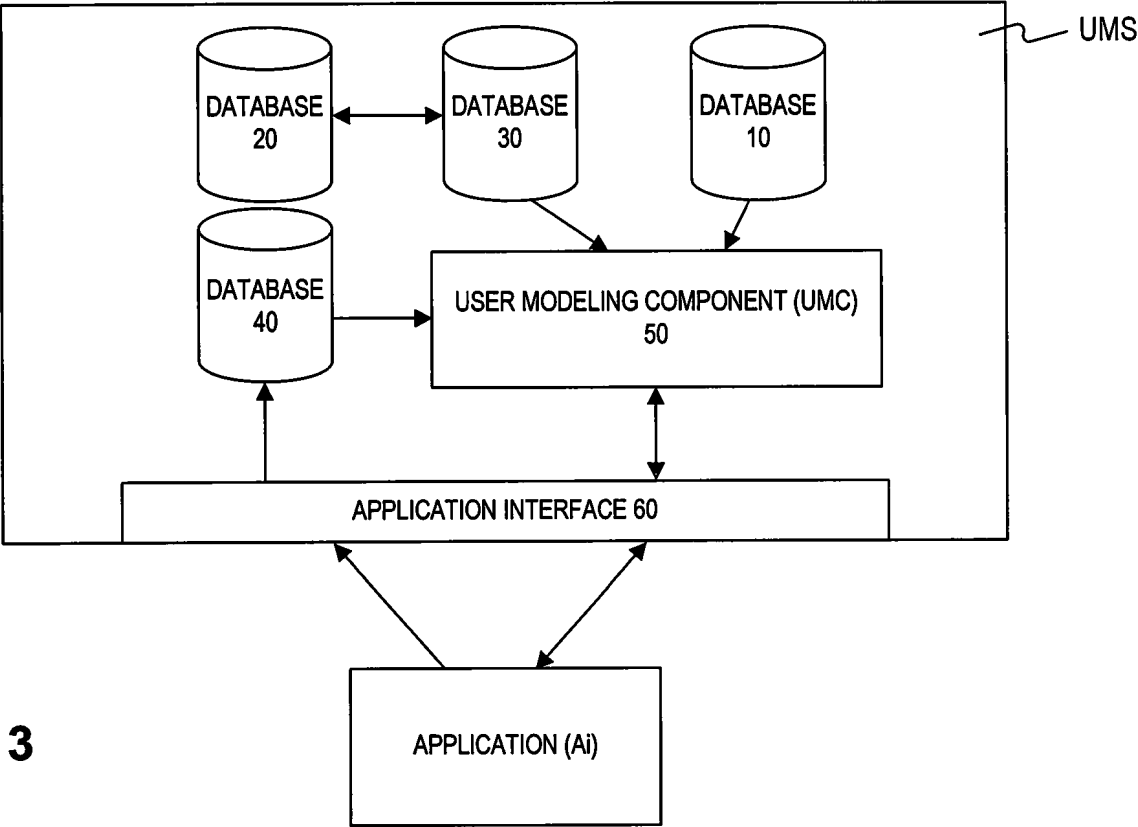 UMS
DATABASE
20
DATABASE
30
DATABASE
10
DATABASE
40
USER MODELING COMPONENT (UMC)
50
APPLICATION INTERFACE 60
APPLICATION (Ai)
3